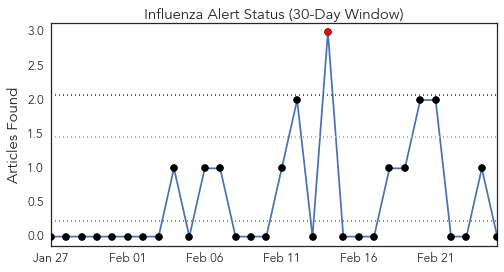 Influenza Alert Status (30-Day Window)
Articles Found
3.0
2.5
2.0
1.5
1.0
0.5
0.0
Jan 27 Feb 01 Feb 06 Feb 11 Feb 16 Feb 21